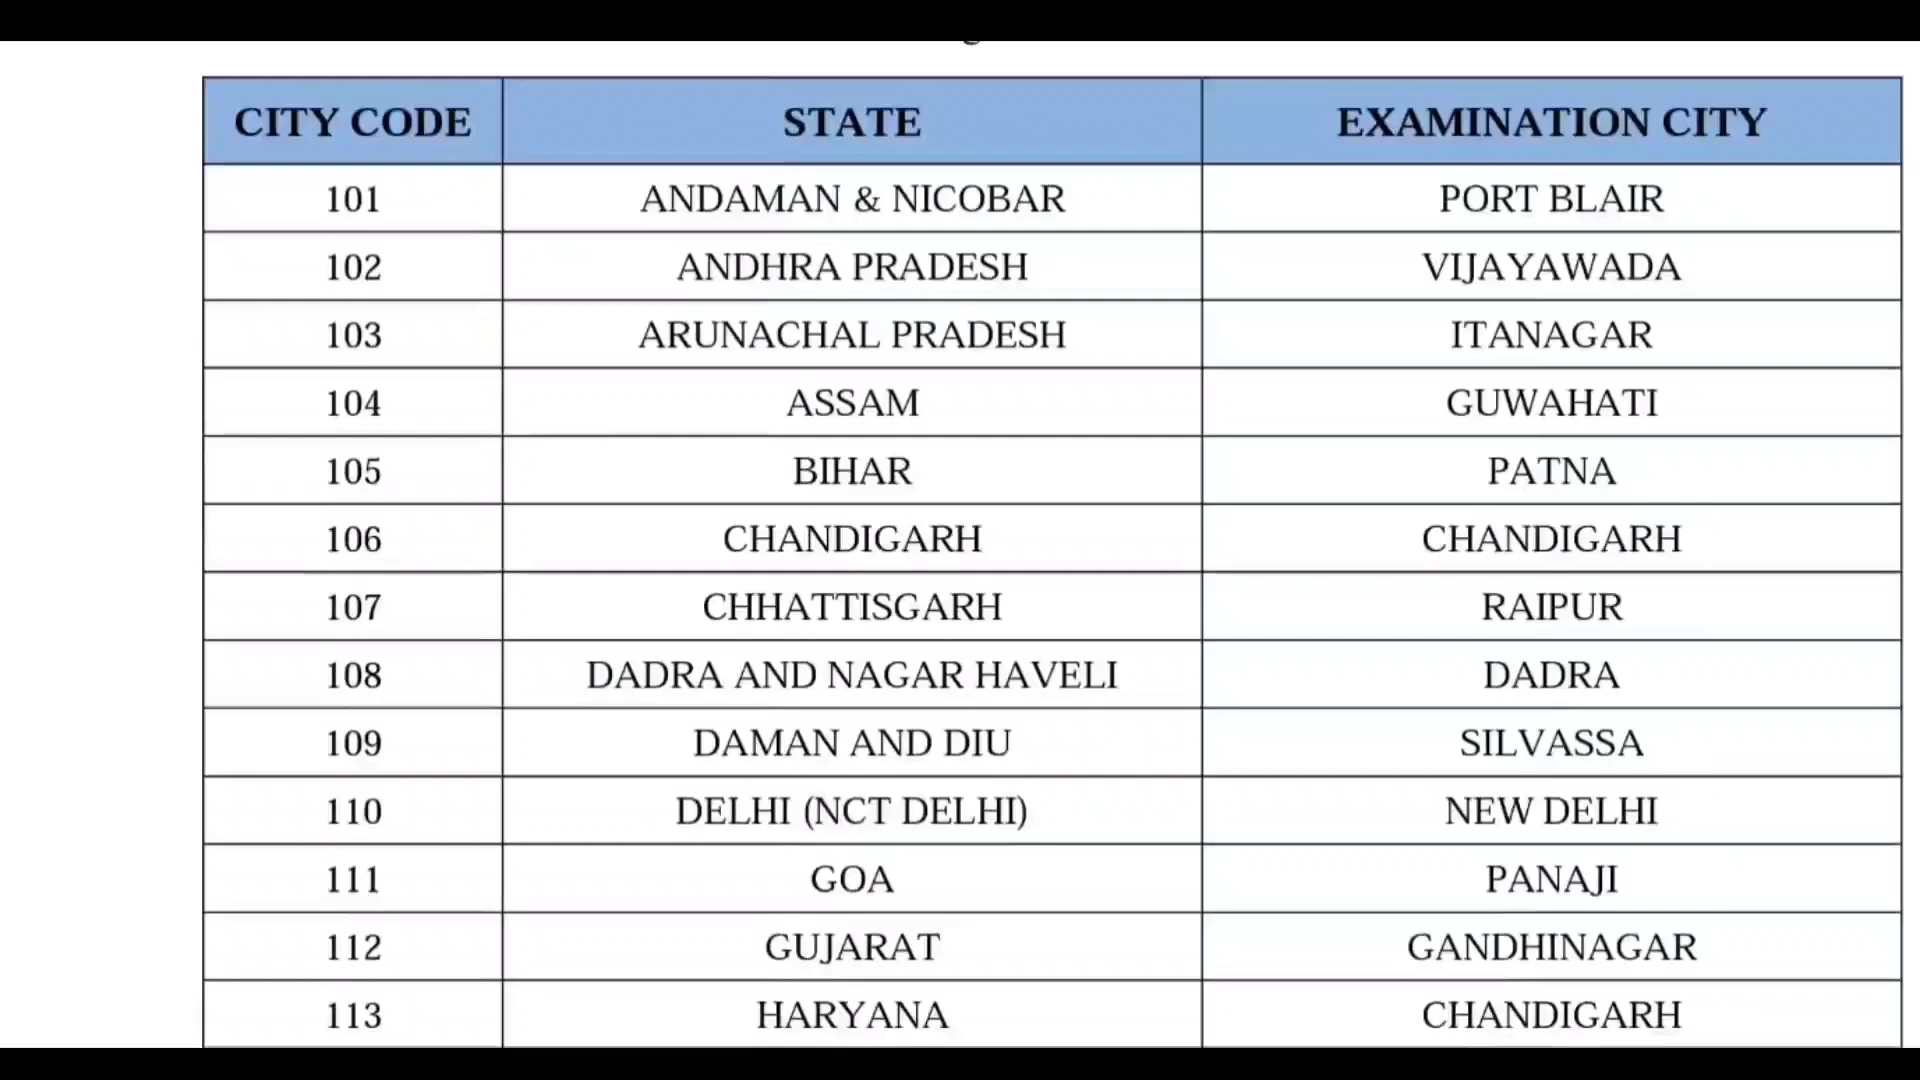 CITY CODE STATE EXAMINATION CITY
101 ANDAMAN & NICOBAR PORT BLAIR
102 ANDHRA PRADESH VIJAYAWADA
103 ARUNACHAL PRADESH ITANAGAR
104 ASSAM GUWAHATI
105 BIHAR PATNA
106 CHANDIGARH CHANDIGARH
107 CHHATTISGARH RAIPUR
108 DADRA AND NAGAR HAVELI DADRA
109 DAMAN AND DIU SILVASSA
110 DELHI (NCT DELHI) NEW DELHI
111 GOA PANAJI
112 GUJARAT GANDHINAGAR
113 HARYANA CHANDIGARH